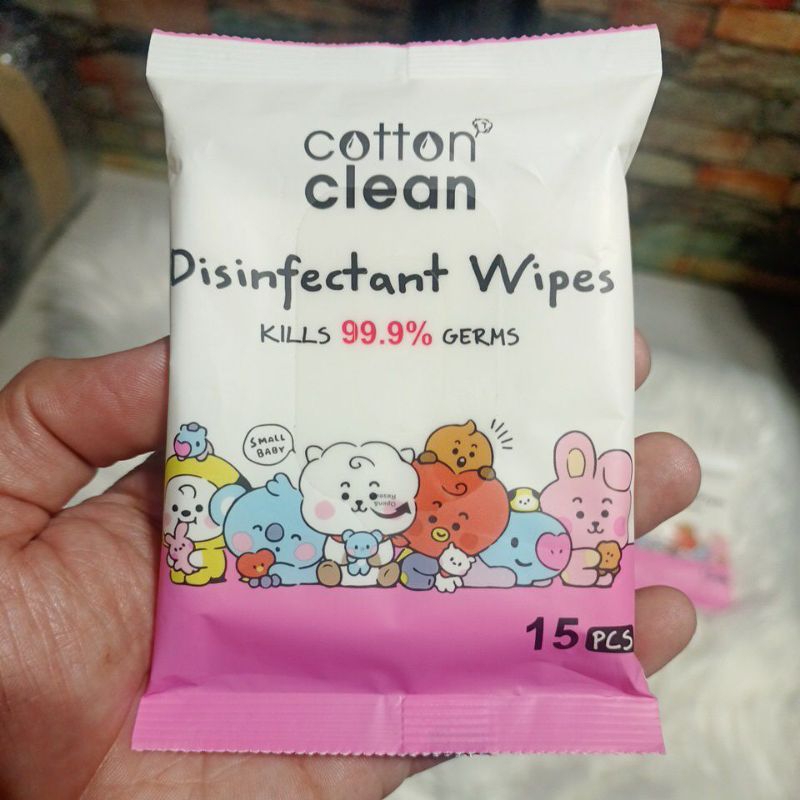 cotton
clean
Disinfectant Wipes
KILLS 99.9% GERMS
SMALL
BABY
15 PCS